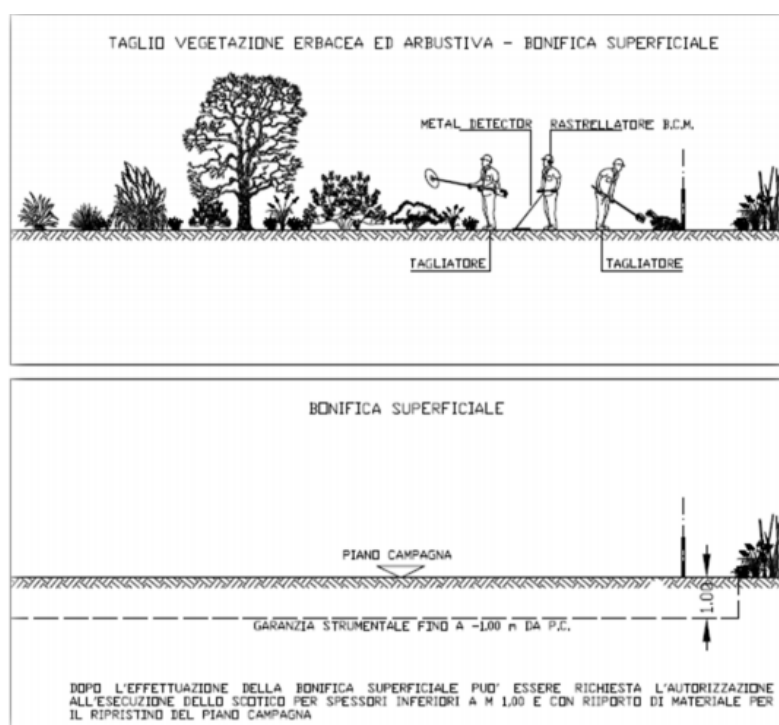 TAGLIO VEGETAZIONE ERBACEA ED ARBUSTIVA - BONIFICA SUPERFICIALE
METAL DETECTOR
RASTRELLATORE B.C.M.
TAGLIATORE
TAGLIATORE
BONIFICA SUPERFICIALE
PIANO CAMPAGNA
1.00
GARANZIA STRUMENTALE FINO A -1.00 m DA P.C.
DOPO L'EFFETTUAZIONE DELLA BONIFICA SUPERFICIALE PUO' ESSERE RICHIESTA L'AUTORIZZAZIONE
ALL'ESECUZIONE DELLO SCOTICO PER SPESSORI INFERIORI A M 1,00 E CON RIIPORTO DI MATERIALE PER
IL RIPRISTINO DEL PIANO CAMPAGNA